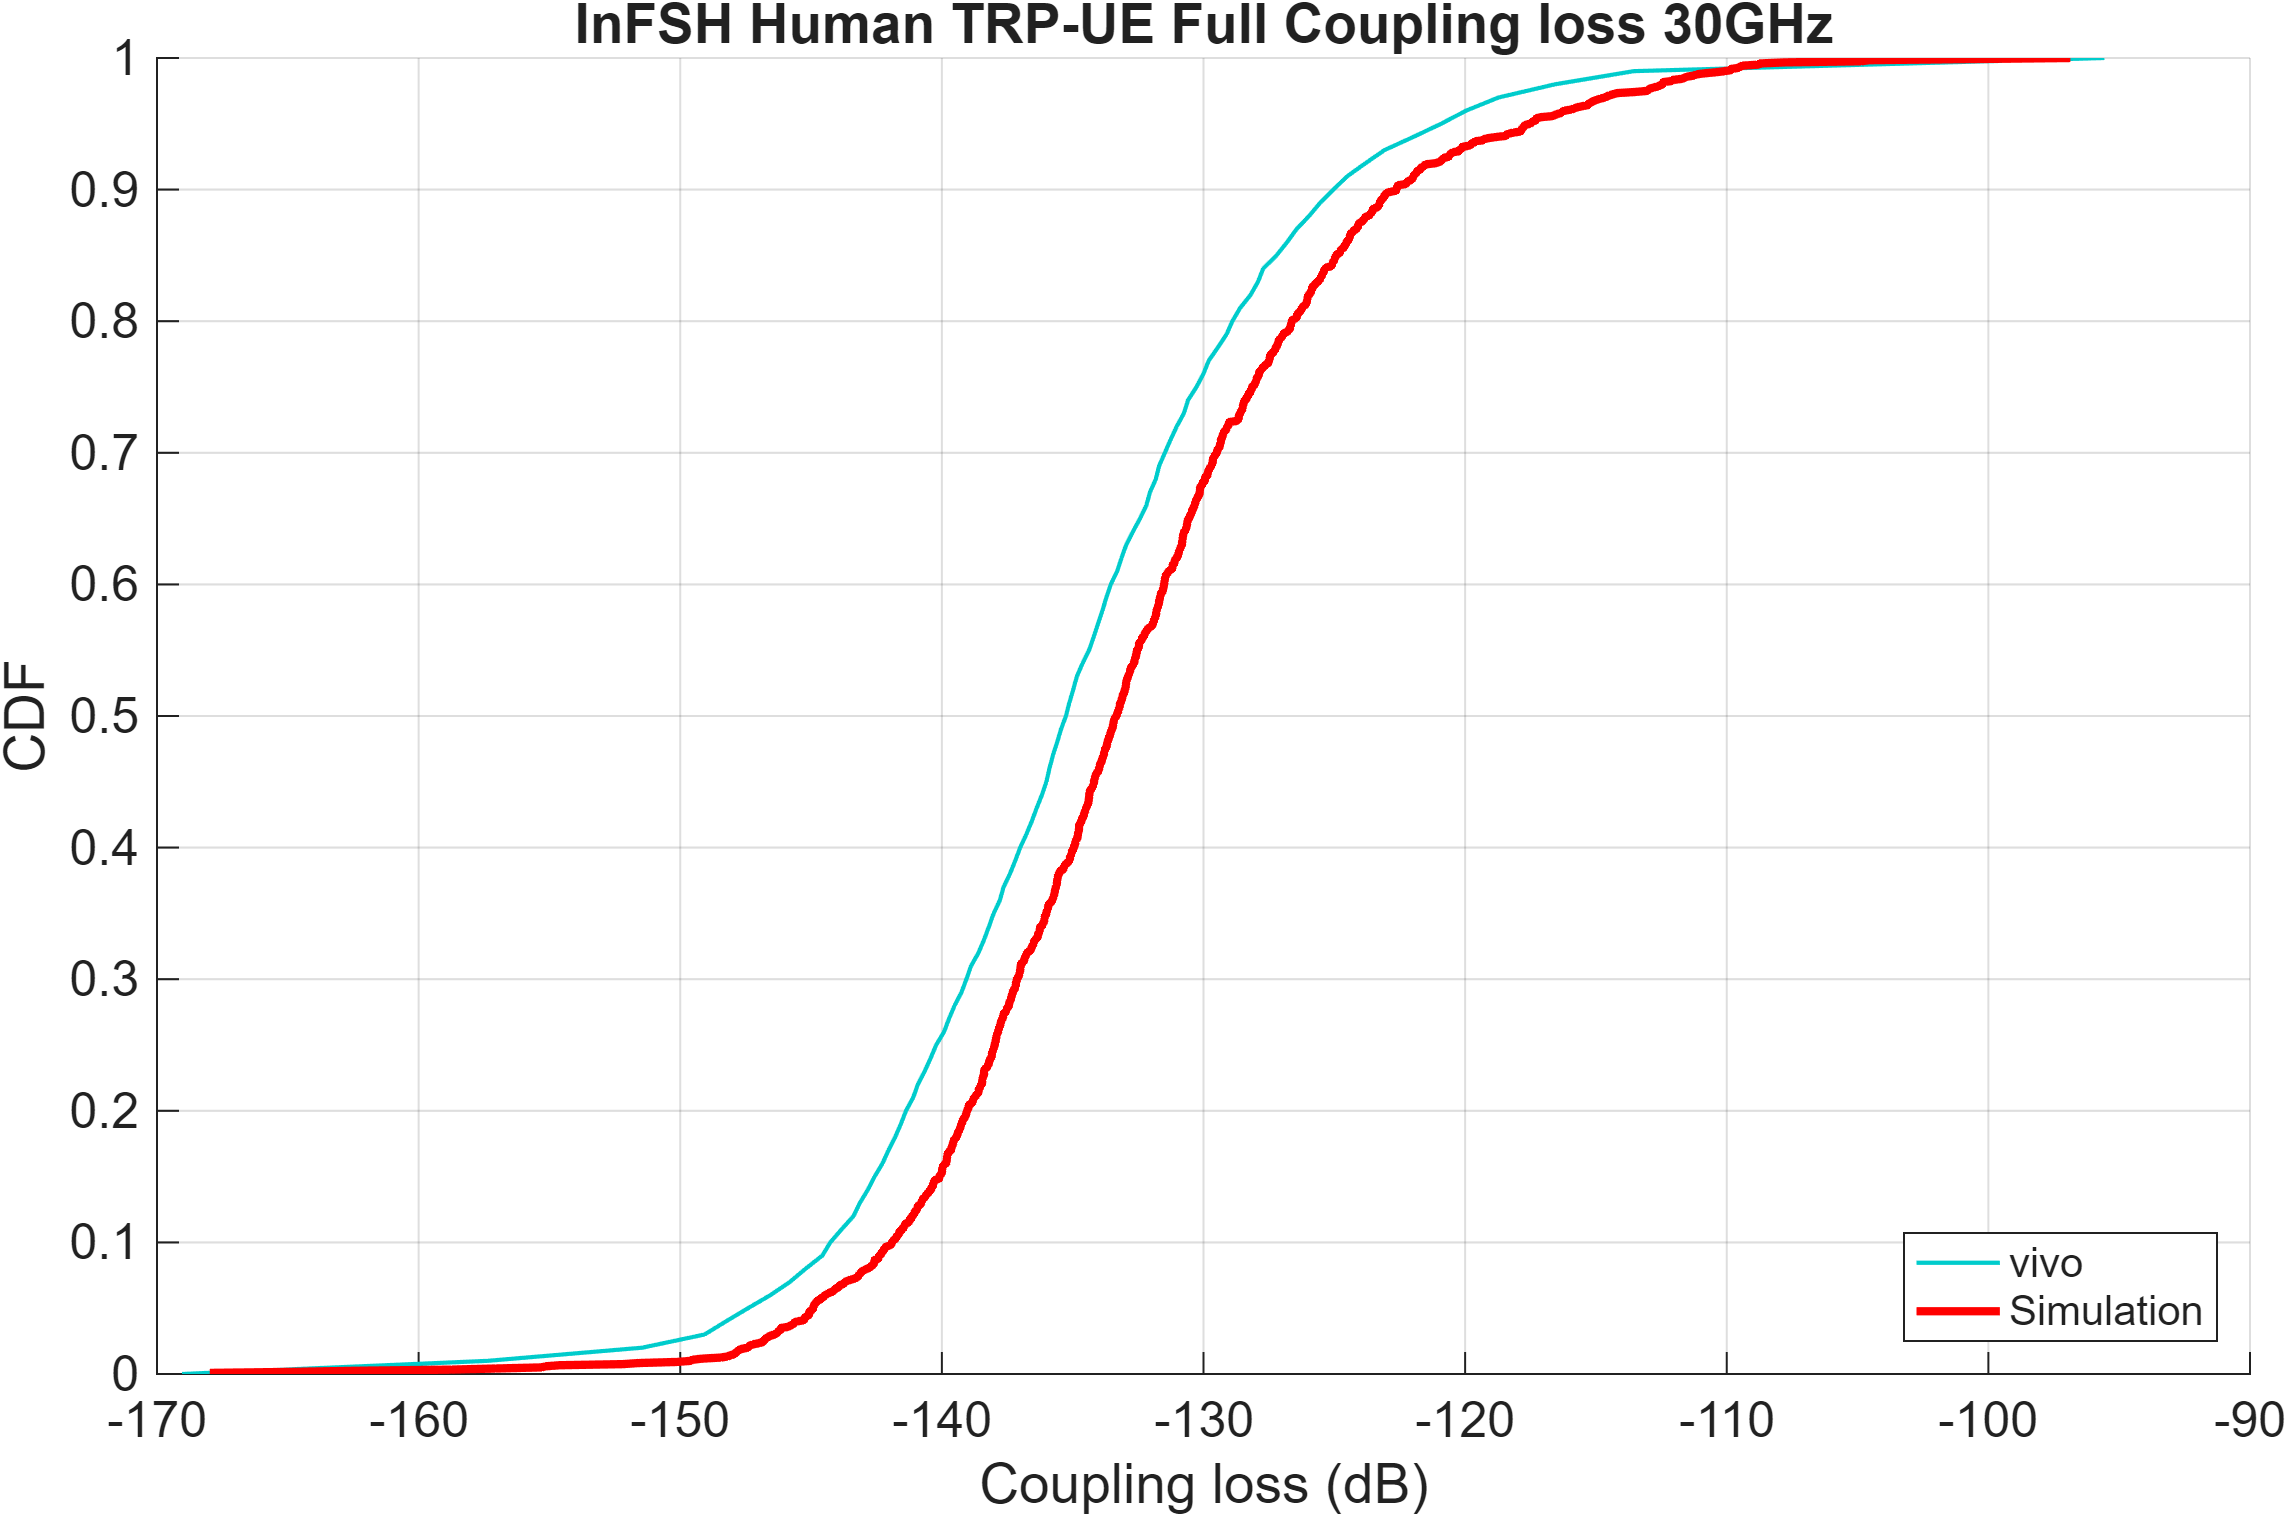 InFSH Human TRP-UE Full Coupling loss 30GHz
1
0.9
0.8
0.7
0.6
0.5
0.4
0.3
0.2
0.1
0
CDF
-170 -160 -150 -140 -130 -120 -110 -100 -90
Coupling loss (dB)
vivo
Simulation